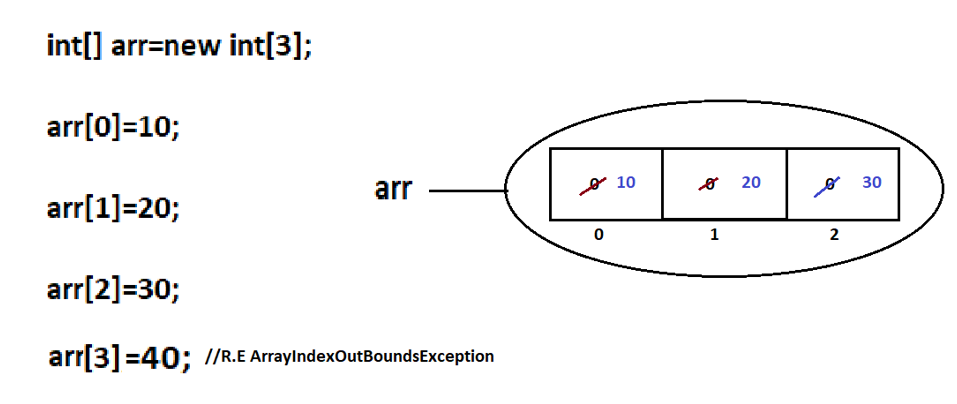 int[] arr=new int[3];
arr[0]=10;
arr[1]=20;
arr[2]=30;
arr[3]=40; //R.E ArrayIndexOutBoundsException
arr
0 10 0 20 0 30
0 1 2